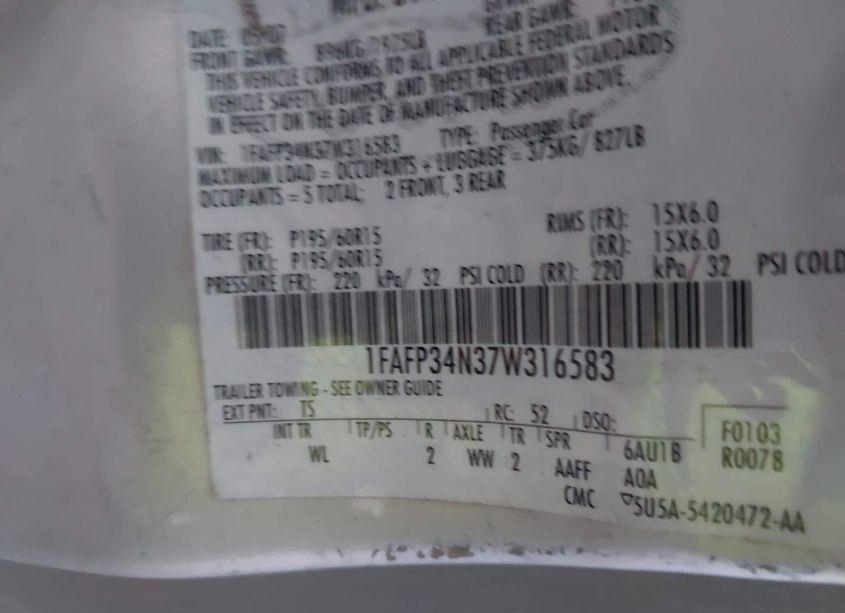 DATE: 05/07
FRONT GAWR: 896KG/1975LB REAR GAWR:
THIS VEHICLE CONFORMS TO ALL APPLICABLE FEDERAL MOTOR
VEHICLE SAFETY, BUMPER, AND THEFT PREVENTION STANDARDS
IN EFFECT ON THE DATE OF MANUFACTURE SHOWN ABOVE.
VIN: 1FAFP34N37W316583 TYPE: Passenger Car
MAXIMUM LOAD = OCCUPANTS + LUGGAGE = 375KG/ 827LB
OCCUPANTS = 5 TOTAL; 2 FRONT, 3 REAR
TIRE (FR): P195/60R15 RIMS (FR): 15X6.0
(RR): P195/60R15 (RR): 15X6.0
PRESSURE (FR): 220 kPa/ 32 PSI COLD (RR): 220 kPa/ 32 PSI COLD
1FAFP34N37W316583
TRAILER TOWING - SEE OWNER GUIDE
EXT PNT: TS RC: 52 DSO: F0103
INT TR TP/PS R AXLE TR SPR 6AU1B R0078
WL 2 WW 2 AAFF A0A
CMC 5U5A-5420472-AA